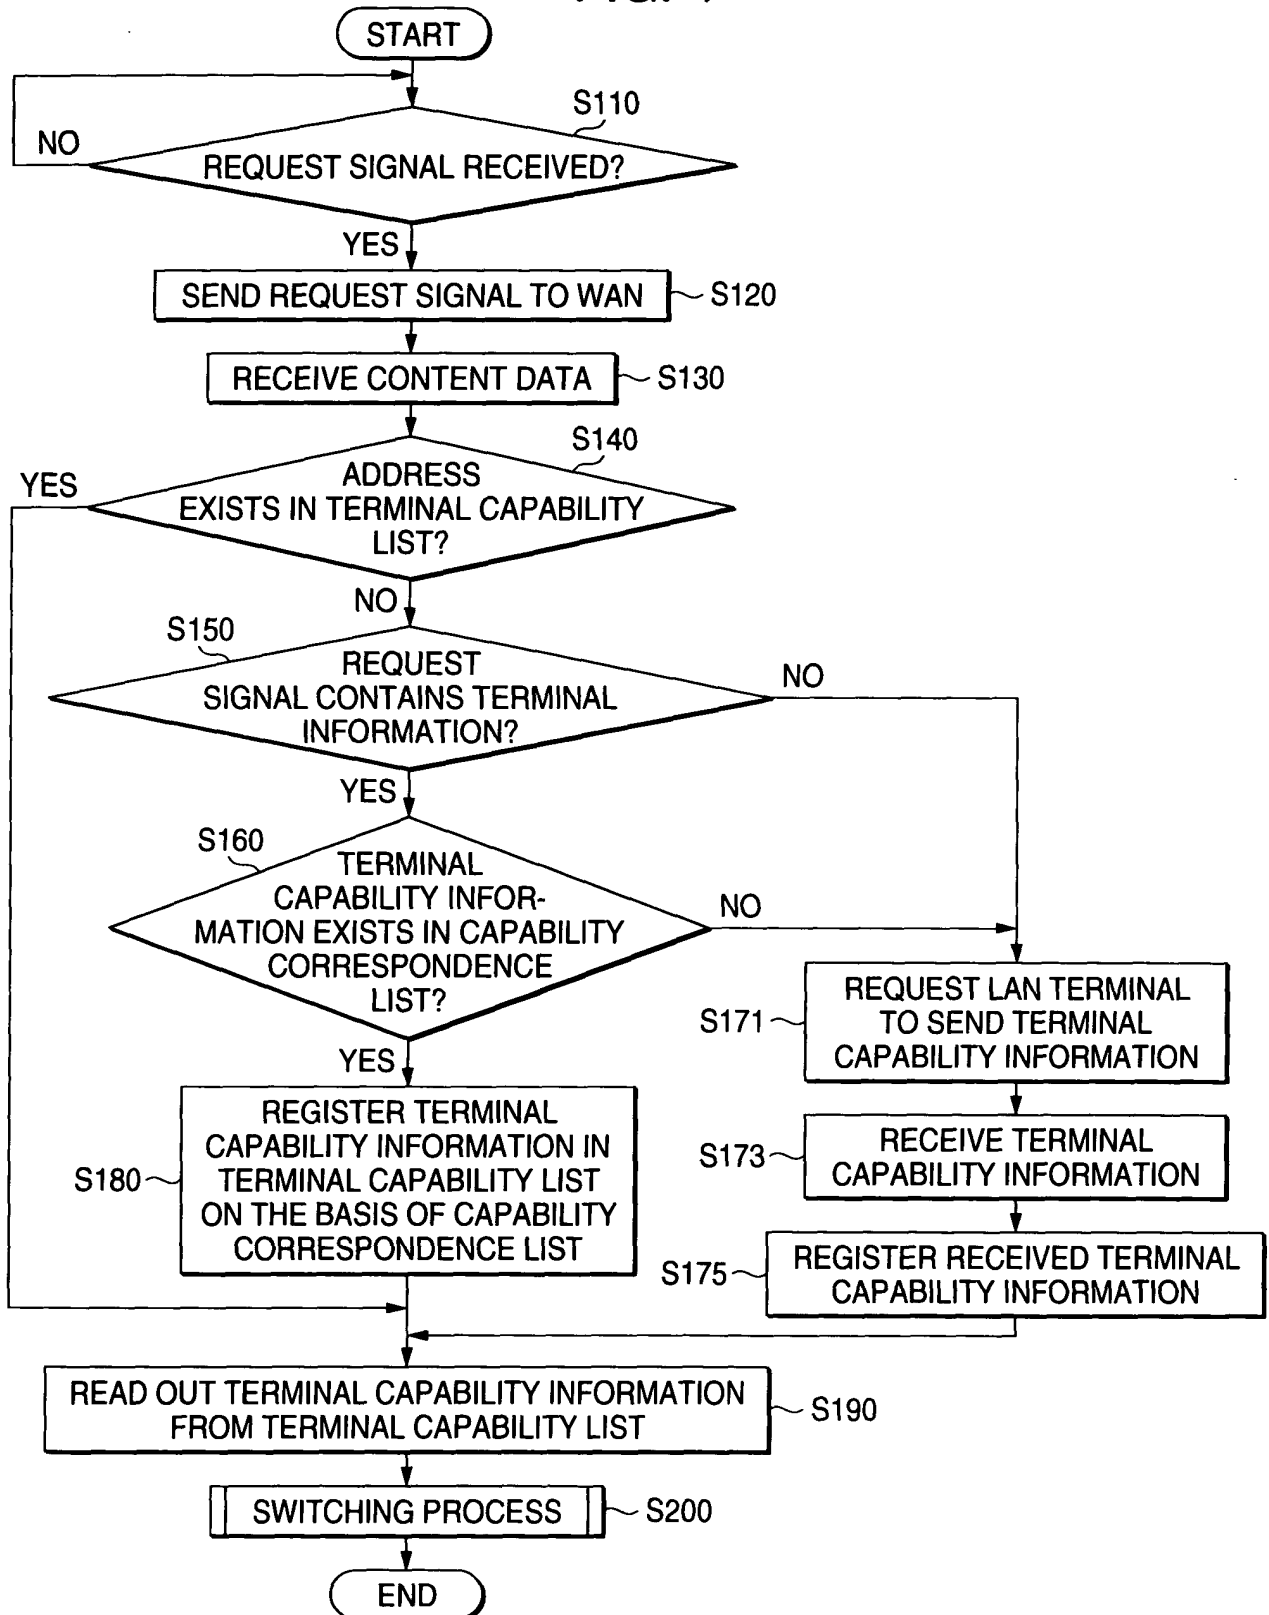 START
S110
NO
REQUEST SIGNAL RECEIVED?
YES
SEND REQUEST SIGNAL TO WAN
S120
RECEIVE CONTENT DATA
S130
S140
YES
ADDRESS
EXISTS IN TERMINAL CAPABILITY
LIST?
NO
S150
REQUEST
SIGNAL CONTAINS TERMINAL
INFORMATION?
NO
YES
S160
TERMINAL
CAPABILITY INFOR-
MATION EXISTS IN CAPABILITY
CORRESPONDENCE
LIST?
NO
YES
S171
REQUEST LAN TERMINAL
TO SEND TERMINAL
CAPABILITY INFORMATION
S173
RECEIVE TERMINAL
CAPABILITY INFORMATION
S180
REGISTER TERMINAL
CAPABILITY INFORMATION IN
TERMINAL CAPABILITY LIST
ON THE BASIS OF CAPABILITY
CORRESPONDENCE LIST
S175
REGISTER RECEIVED TERMINAL
CAPABILITY INFORMATION
READ OUT TERMINAL CAPABILITY INFORMATION
FROM TERMINAL CAPABILITY LIST
S190
SWITCHING PROCESS
S200
END